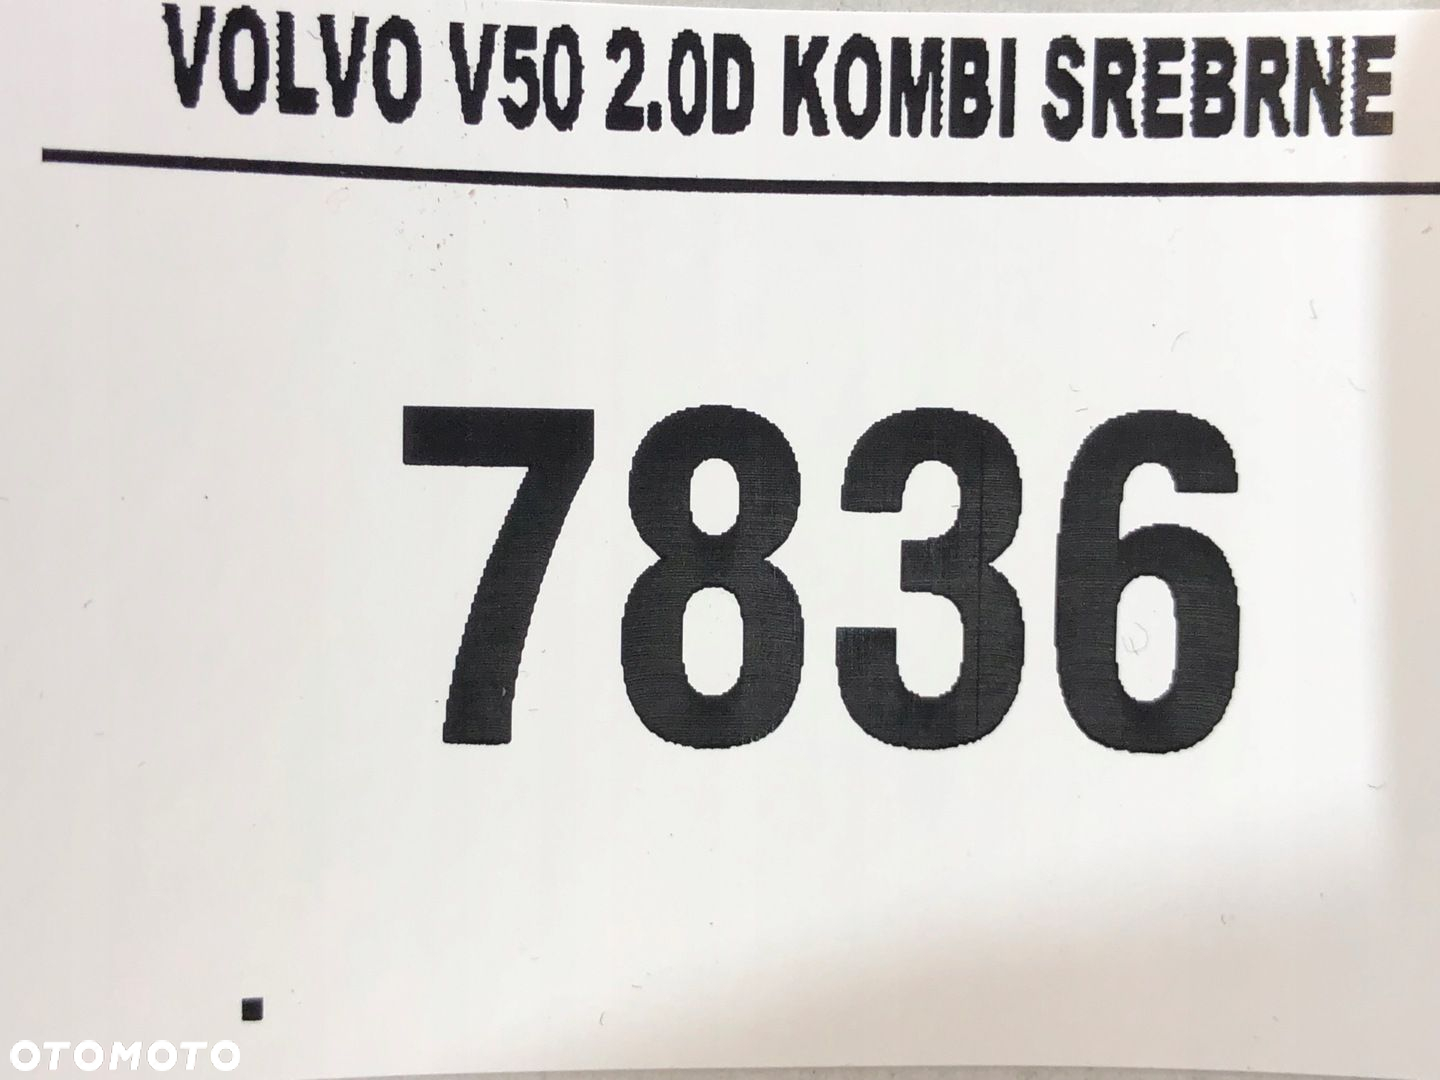 VOLVO V50 2.0D KOMBI SREBRNE
7836
.
OTOMOTO